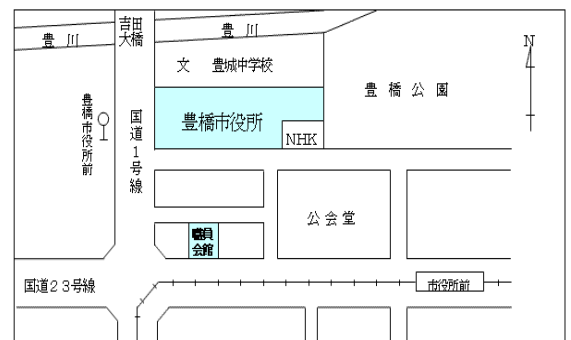 吉田
大橋
豊川
豊川
N
文 豊城中学校
豊橋公園
豊橋市役所前
国道1号線
豊橋市役所
NHK
公会堂
職員
会館
国道23号線
市役所前